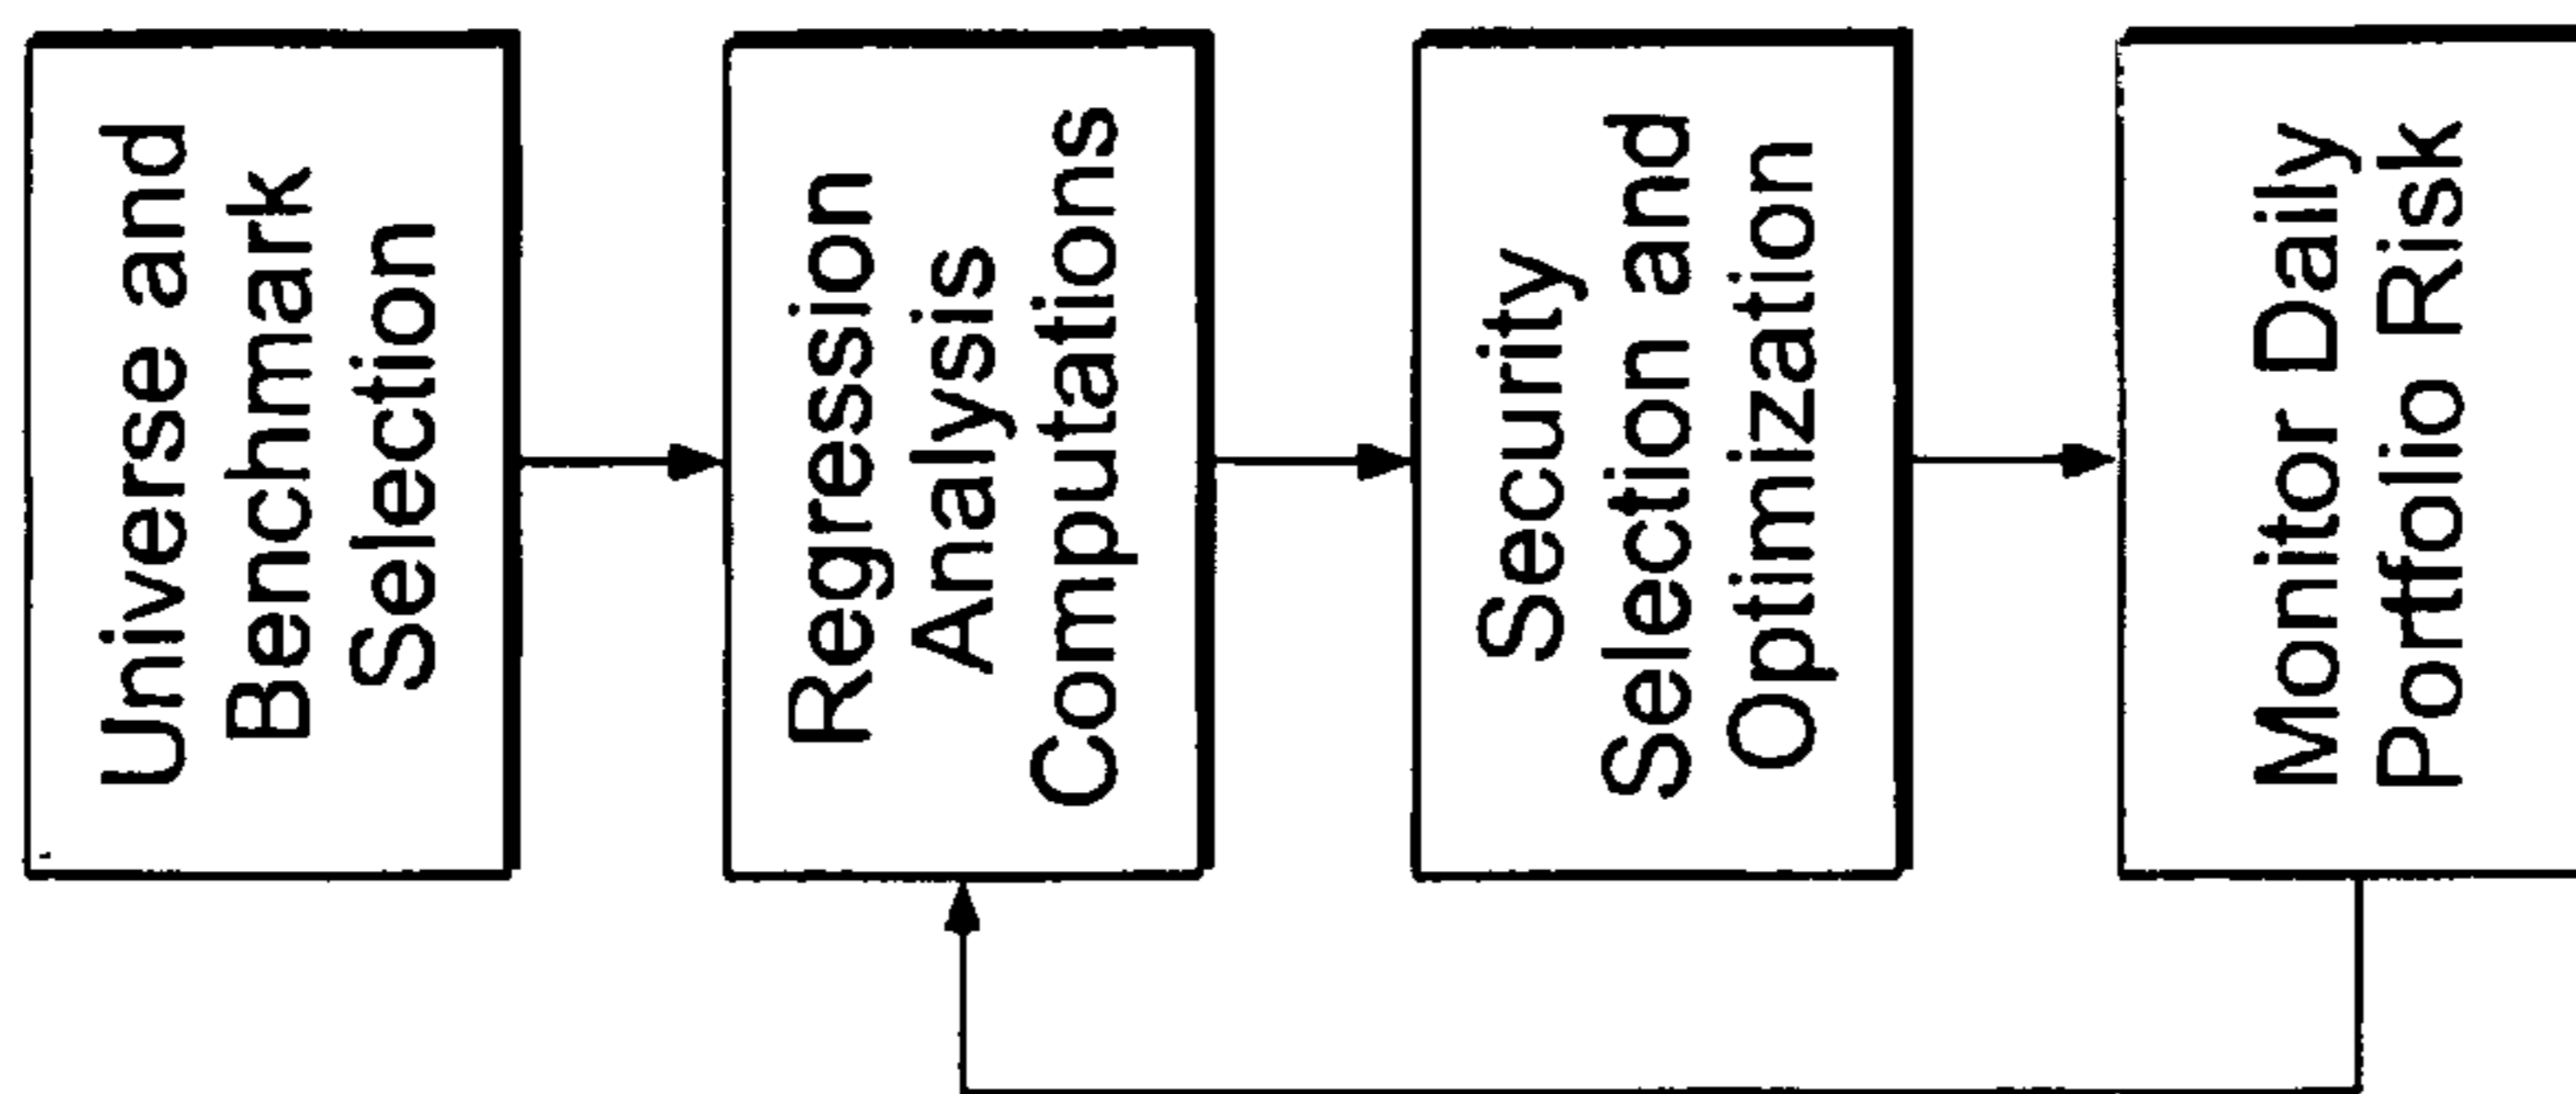 Universe and
Benchmark
Selection
Regression
Analysis
Computations
Security
Selection and
Optimization
Monitor Daily
Portfolio Risk